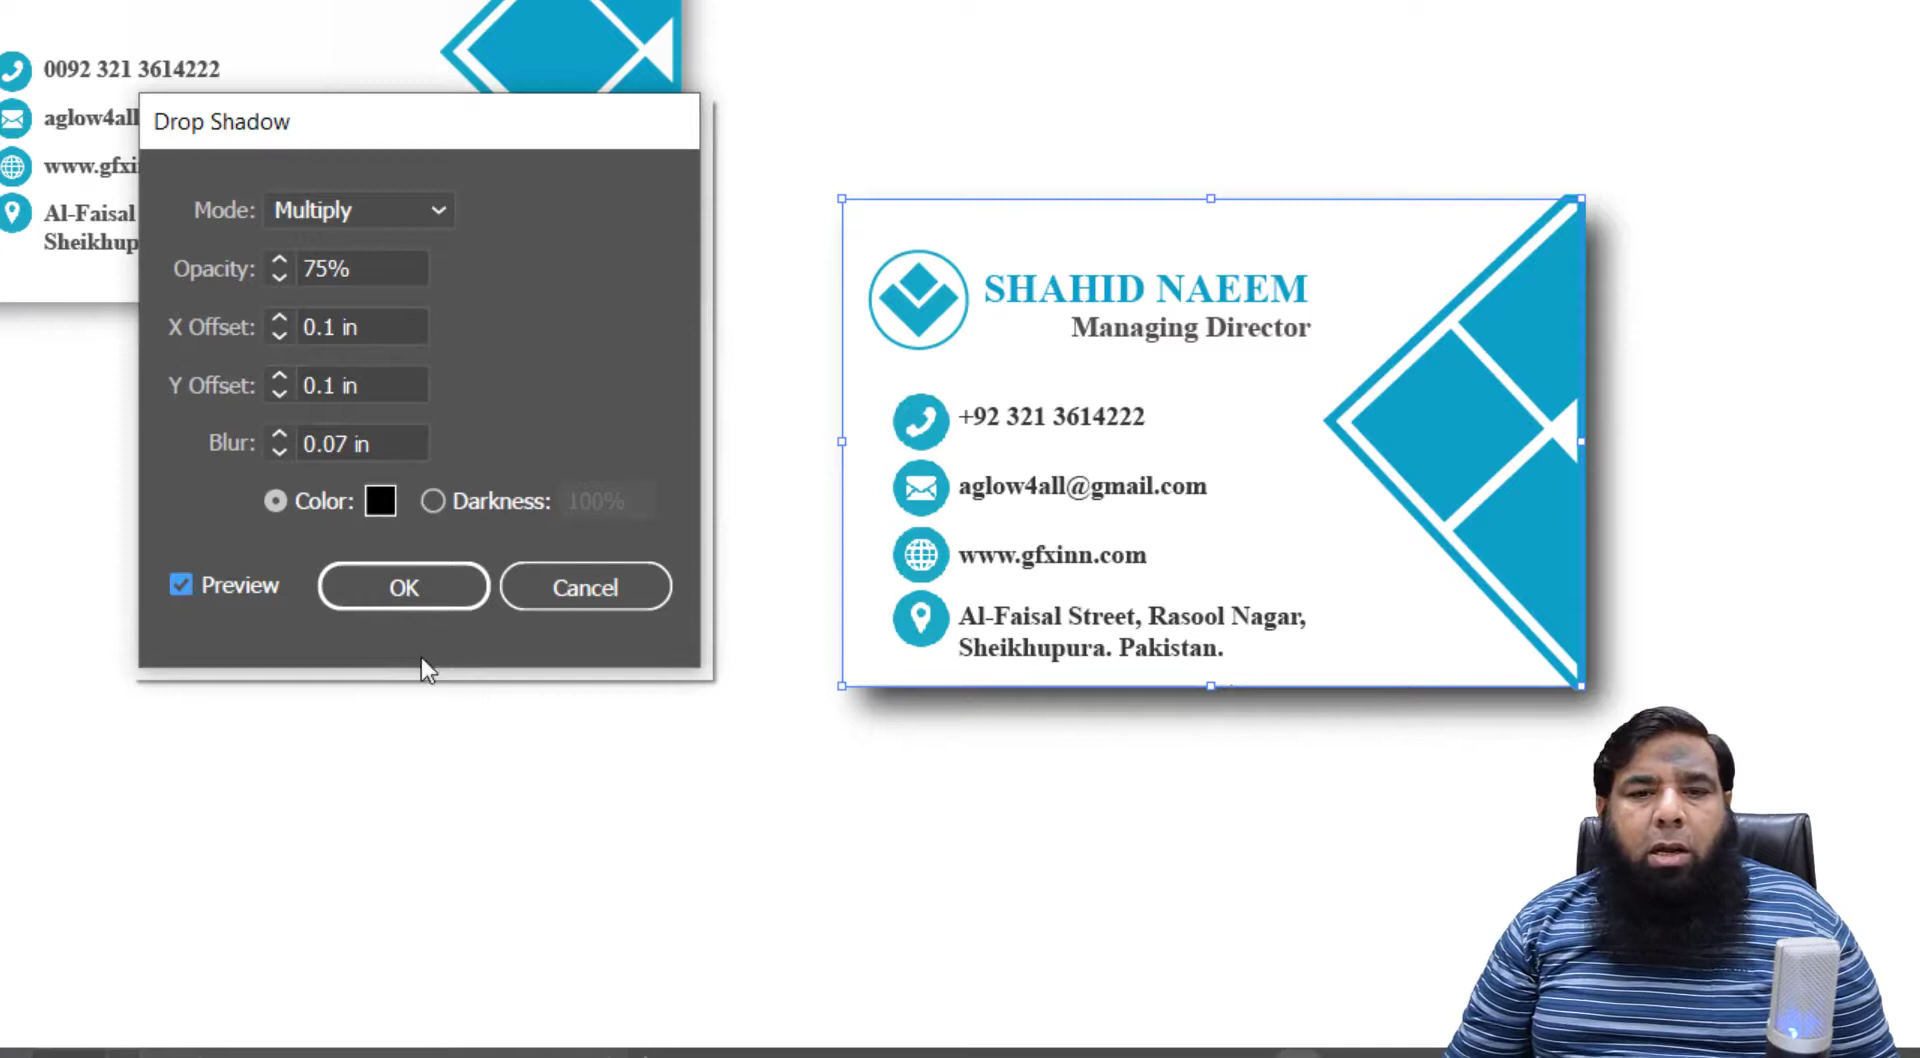 0092 321 3614222
aglow4all
www.gfxi
Al-Faisal
Sheikhup
Drop Shadow
Mode: Multiply
Opacity: 75%
X Offset: 0.1 in
Y Offset: 0.1 in
Blur: 0.07 in
Color: Darkness: 100%
Preview OK Cancel
SHAHID NAEEM
Managing Director
+92 321 3614222
aglow4all@gmail.com
www.gfxinn.com
Al-Faisal Street, Rasool Nagar,
Sheikhupura. Pakistan.